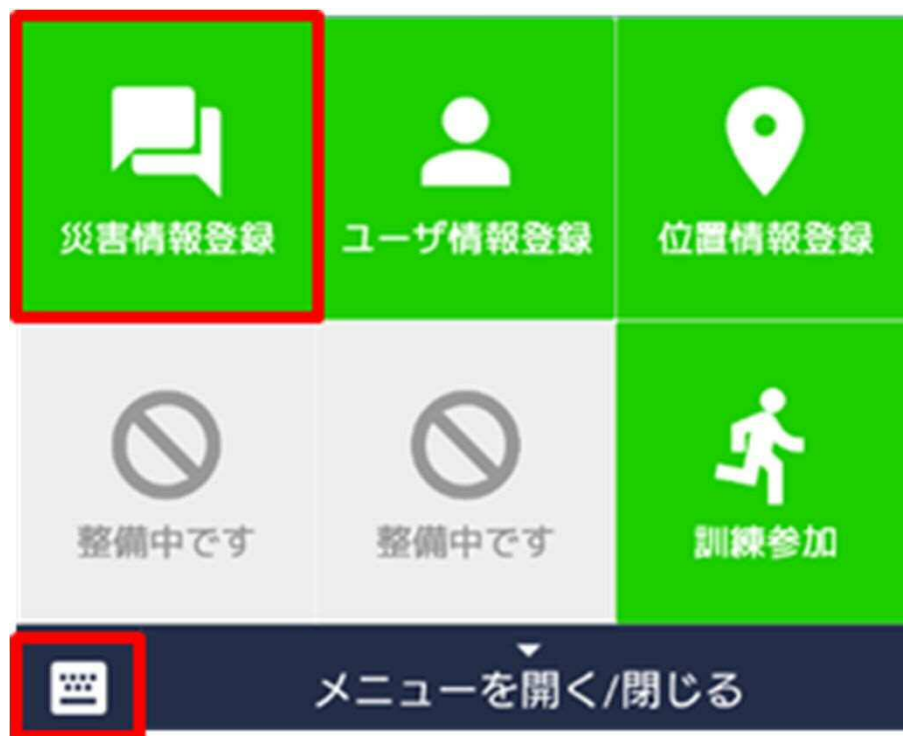 災害情報登録
ユーザ情報登録
位置情報登録
整備中です
整備中です
訓練参加
メニューを開く/閉じる